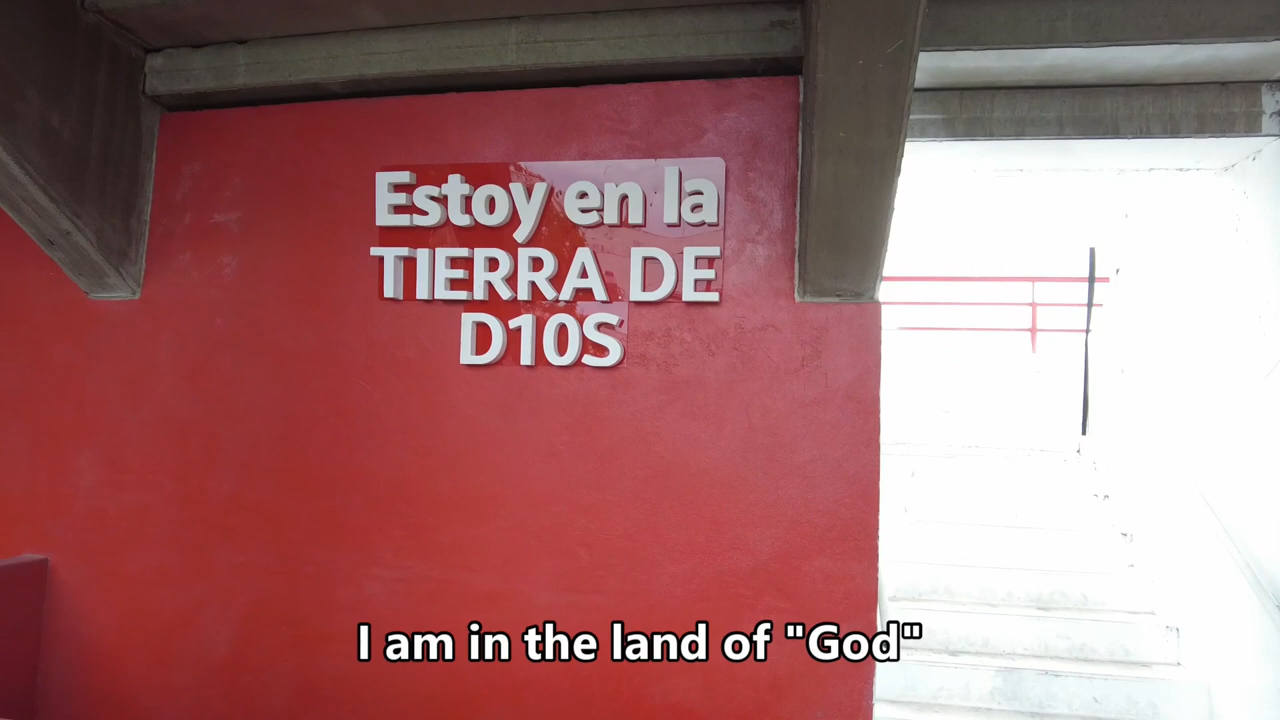 Estoy en la
TIERRA DE
D10S
I am in the land of "God"